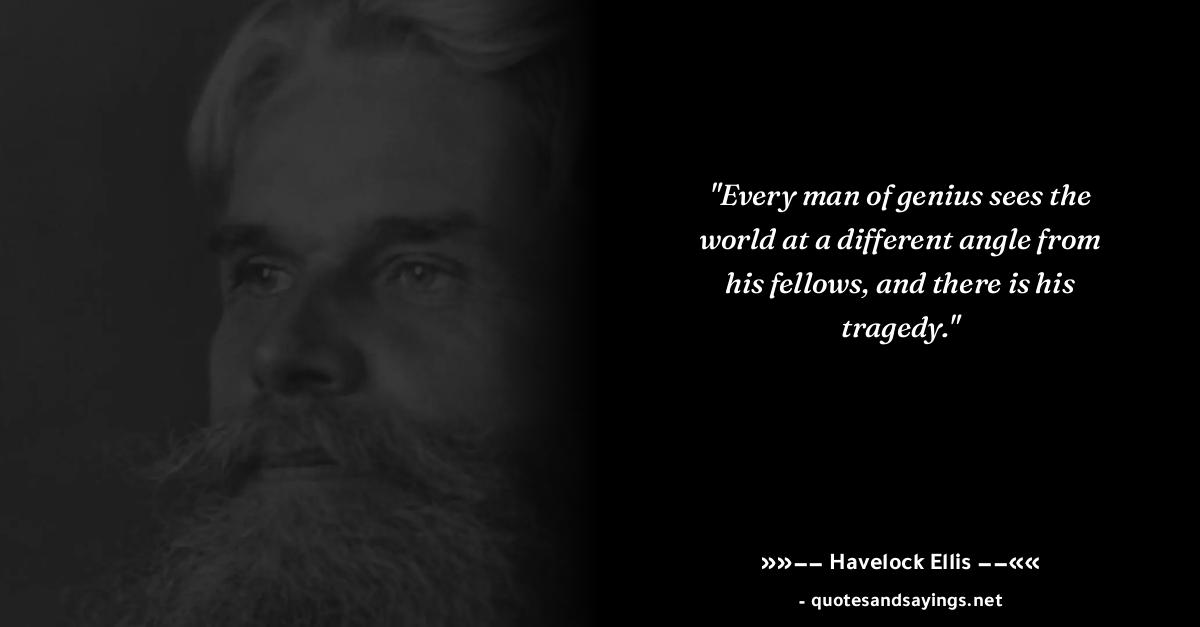 "Every man of genius sees the
world at a different angle from
his fellows, and there is his
tragedy."
»»–– Havelock Ellis ––««
- quotesandsayings.net